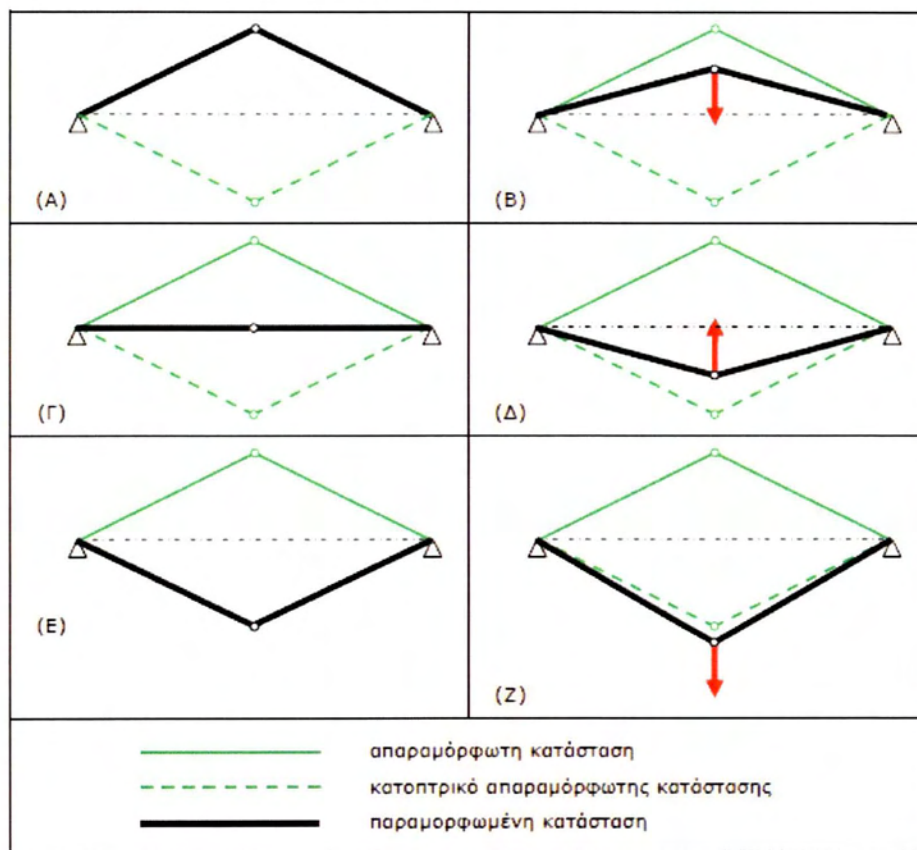 (Α)
(Β)
(Γ)
(Δ)
(Ε)
(Ζ)
απαραμόρφωτη κατάσταση
κατοπτρικό απαραμόρφωτης κατάστασης
παραμορφωμένη κατάσταση